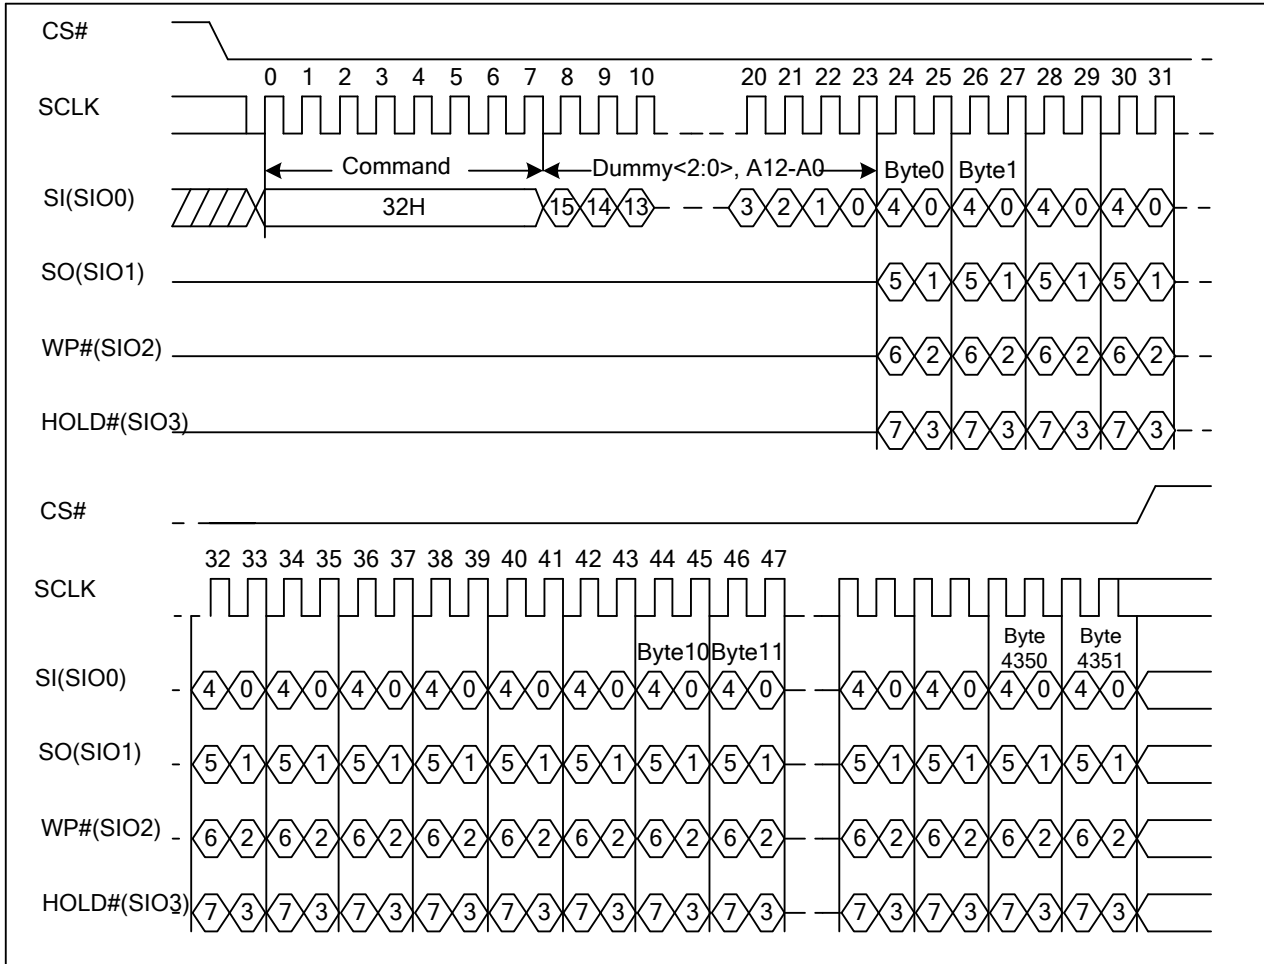 CS#
0 1 2 3 4 5 6 7 8 9 10 20 21 22 23 24 25 26 27 28 29 30 31
SCLK
Command Dummy<2:0>, A12-A0 Byte0 Byte1
SI(SIO0) 32H 15 14 13 3 2 1 0 4 0 4 0 4 0 4 0
SO(SIO1) 5 1 5 1 5 1 5 1
WP#(SIO2) 6 2 6 2 6 2 6 2
HOLD#(SIO3) 7 3 7 3 7 3 7 3
CS#
32 33 34 35 36 37 38 39 40 41 42 43 44 45 46 47
SCLK
Byte10 Byte11 Byte 4350 Byte 4351
SI(SIO0) 4 0 4 0 4 0 4 0 4 0 4 0 4 0 4 0 4 0 4 0 4 0 4 0
SO(SIO1) 5 1 5 1 5 1 5 1 5 1 5 1 5 1 5 1 5 1 5 1 5 1 5 1
WP#(SIO2) 6 2 6 2 6 2 6 2 6 2 6 2 6 2 6 2 6 2 6 2 6 2 6 2
HOLD#(SIO3) 7 3 7 3 7 3 7 3 7 3 7 3 7 3 7 3 7 3 7 3 7 3 7 3